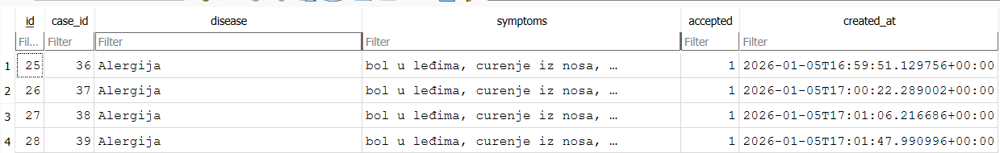 id case_id disease symptoms accepted created_at
Fil... Filter Filter Filter Filter Filter
1 25 36 Alergija bol u leđima, curenje iz nosa, … 1 2026-01-05T16:59:51.129756+00:00
2 26 37 Alergija bol u leđima, curenje iz nosa, … 1 2026-01-05T17:00:22.289002+00:00
3 27 38 Alergija bol u leđima, curenje iz nosa, … 1 2026-01-05T17:01:06.216686+00:00
4 28 39 Alergija bol u leđima, curenje iz nosa, … 1 2026-01-05T17:01:47.990996+00:00